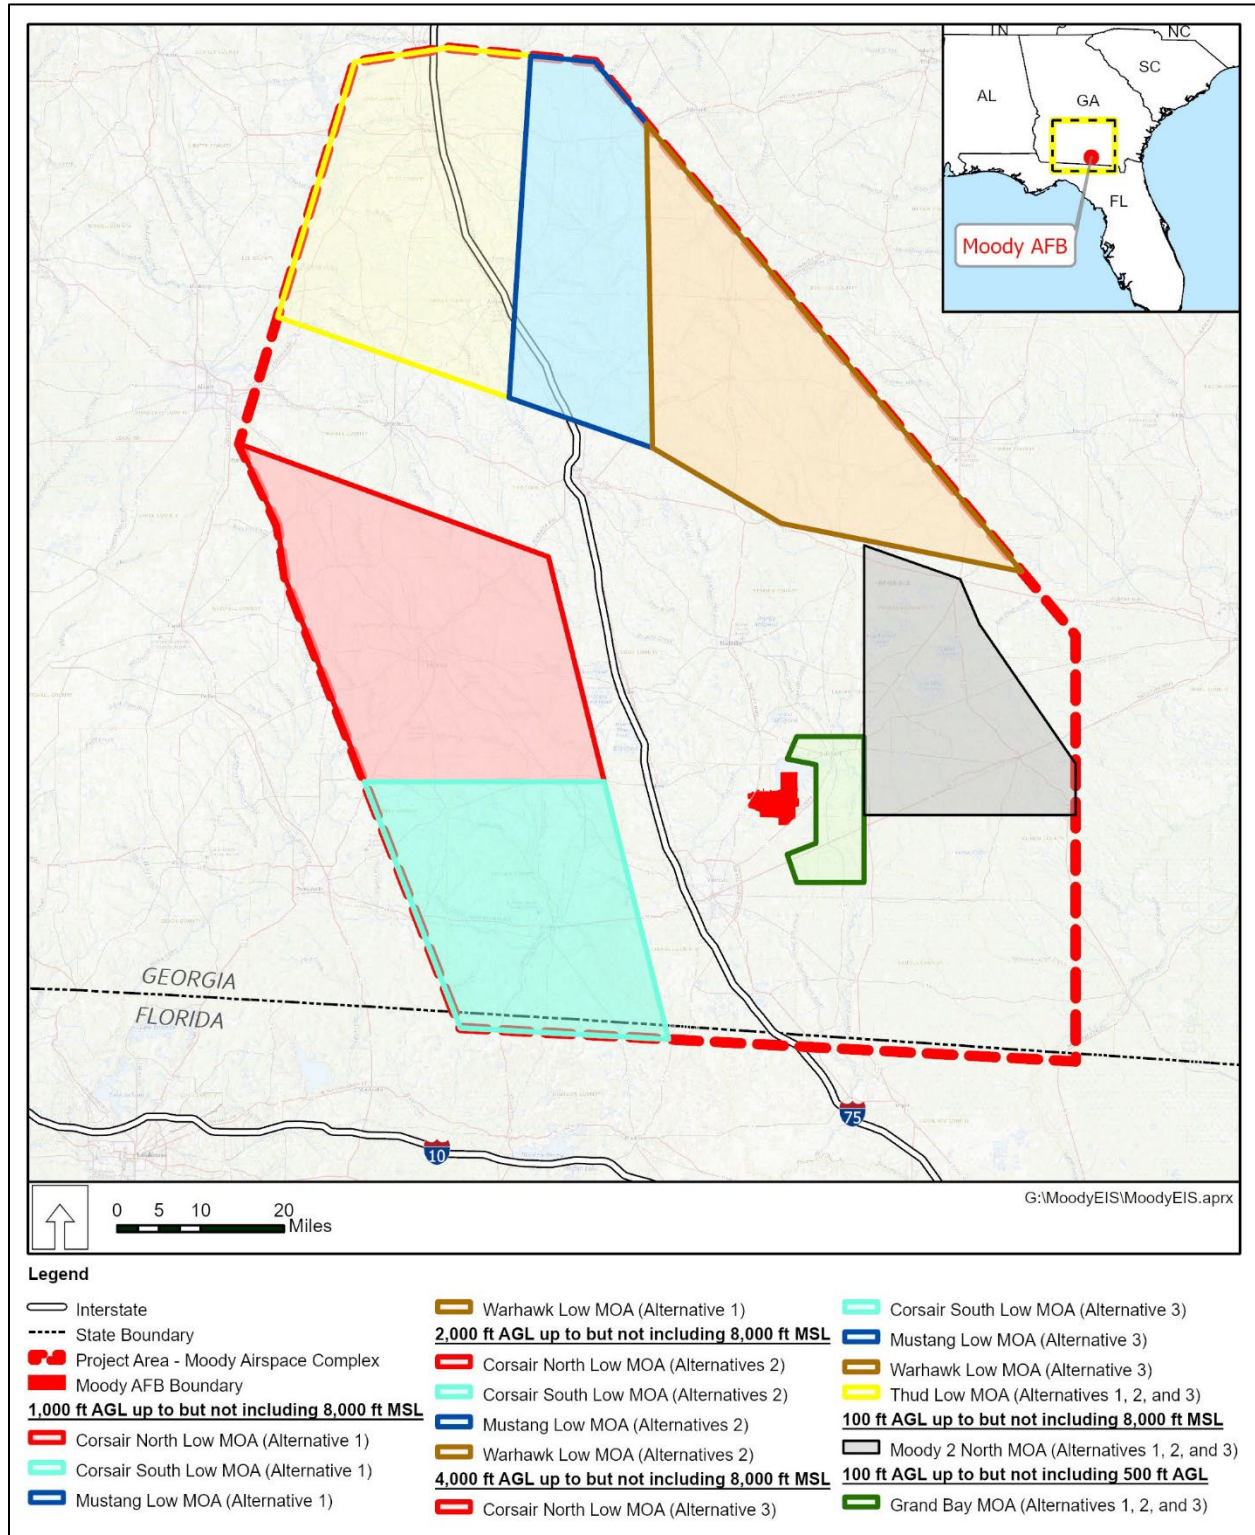 TN
NC
SC
AL
GA
FL
Moody AFB
GEORGIA
FLORIDA
75
10
0 5 10 20
Miles
G:\MoodyEIS\MoodyEIS.aprx
Legend
Interstate
State Boundary
Project Area - Moody Airspace Complex
Moody AFB Boundary
1,000 ft AGL up to but not including 8,000 ft MSL
Corsair North Low MOA (Alternative 1)
Corsair South Low MOA (Alternative 1)
Mustang Low MOA (Alternative 1)
Warhawk Low MOA (Alternative 1)
2,000 ft AGL up to but not including 8,000 ft MSL
Corsair North Low MOA (Alternatives 2)
Corsair South Low MOA (Alternatives 2)
Mustang Low MOA (Alternatives 2)
Warhawk Low MOA (Alternatives 2)
4,000 ft AGL up to but not including 8,000 ft MSL
Corsair North Low MOA (Alternative 3)
Corsair South Low MOA (Alternative 3)
Mustang Low MOA (Alternative 3)
Warhawk Low MOA (Alternative 3)
Thud Low MOA (Alternatives 1, 2, and 3)
100 ft AGL up to but not including 8,000 ft MSL
Moody 2 North MOA (Alternatives 1, 2, and 3)
100 ft AGL up to but not including 500 ft AGL
Grand Bay MOA (Alternatives 1, 2, and 3)